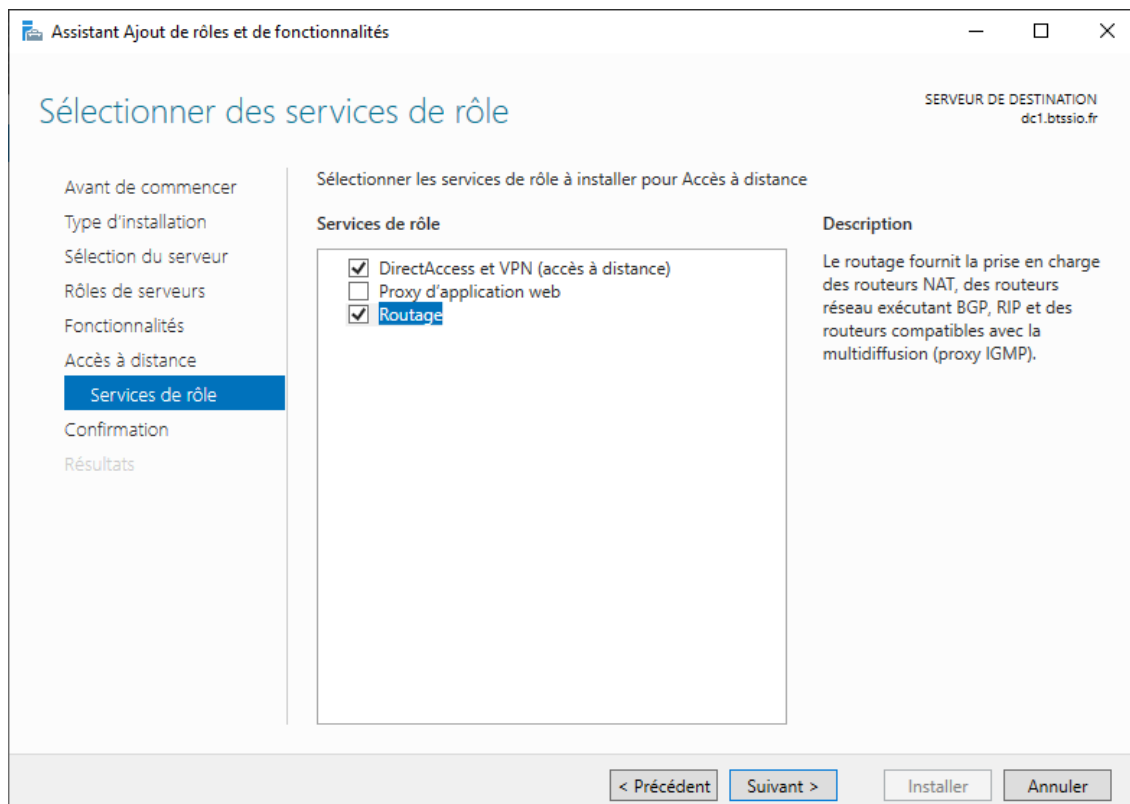 Assistant Ajout de rôles et de fonctionnalités
Sélectionner des services de rôle
SERVEUR DE DESTINATION
dc1.btssio.fr
Avant de commencer
Type d'installation
Sélection du serveur
Rôles de serveurs
Fonctionnalités
Accès à distance
Services de rôle
Confirmation
Résultats
Sélectionner les services de rôle à installer pour Accès à distance
Services de rôle
DirectAccess et VPN (accès à distance)
Proxy d'application web
Routage
Description
Le routage fournit la prise en charge
des routeurs NAT, des routeurs
réseau exécutant BGP, RIP et des
routeurs compatibles avec la
multidiffusion (proxy IGMP).
< Précédent
Suivant >
Installer
Annuler